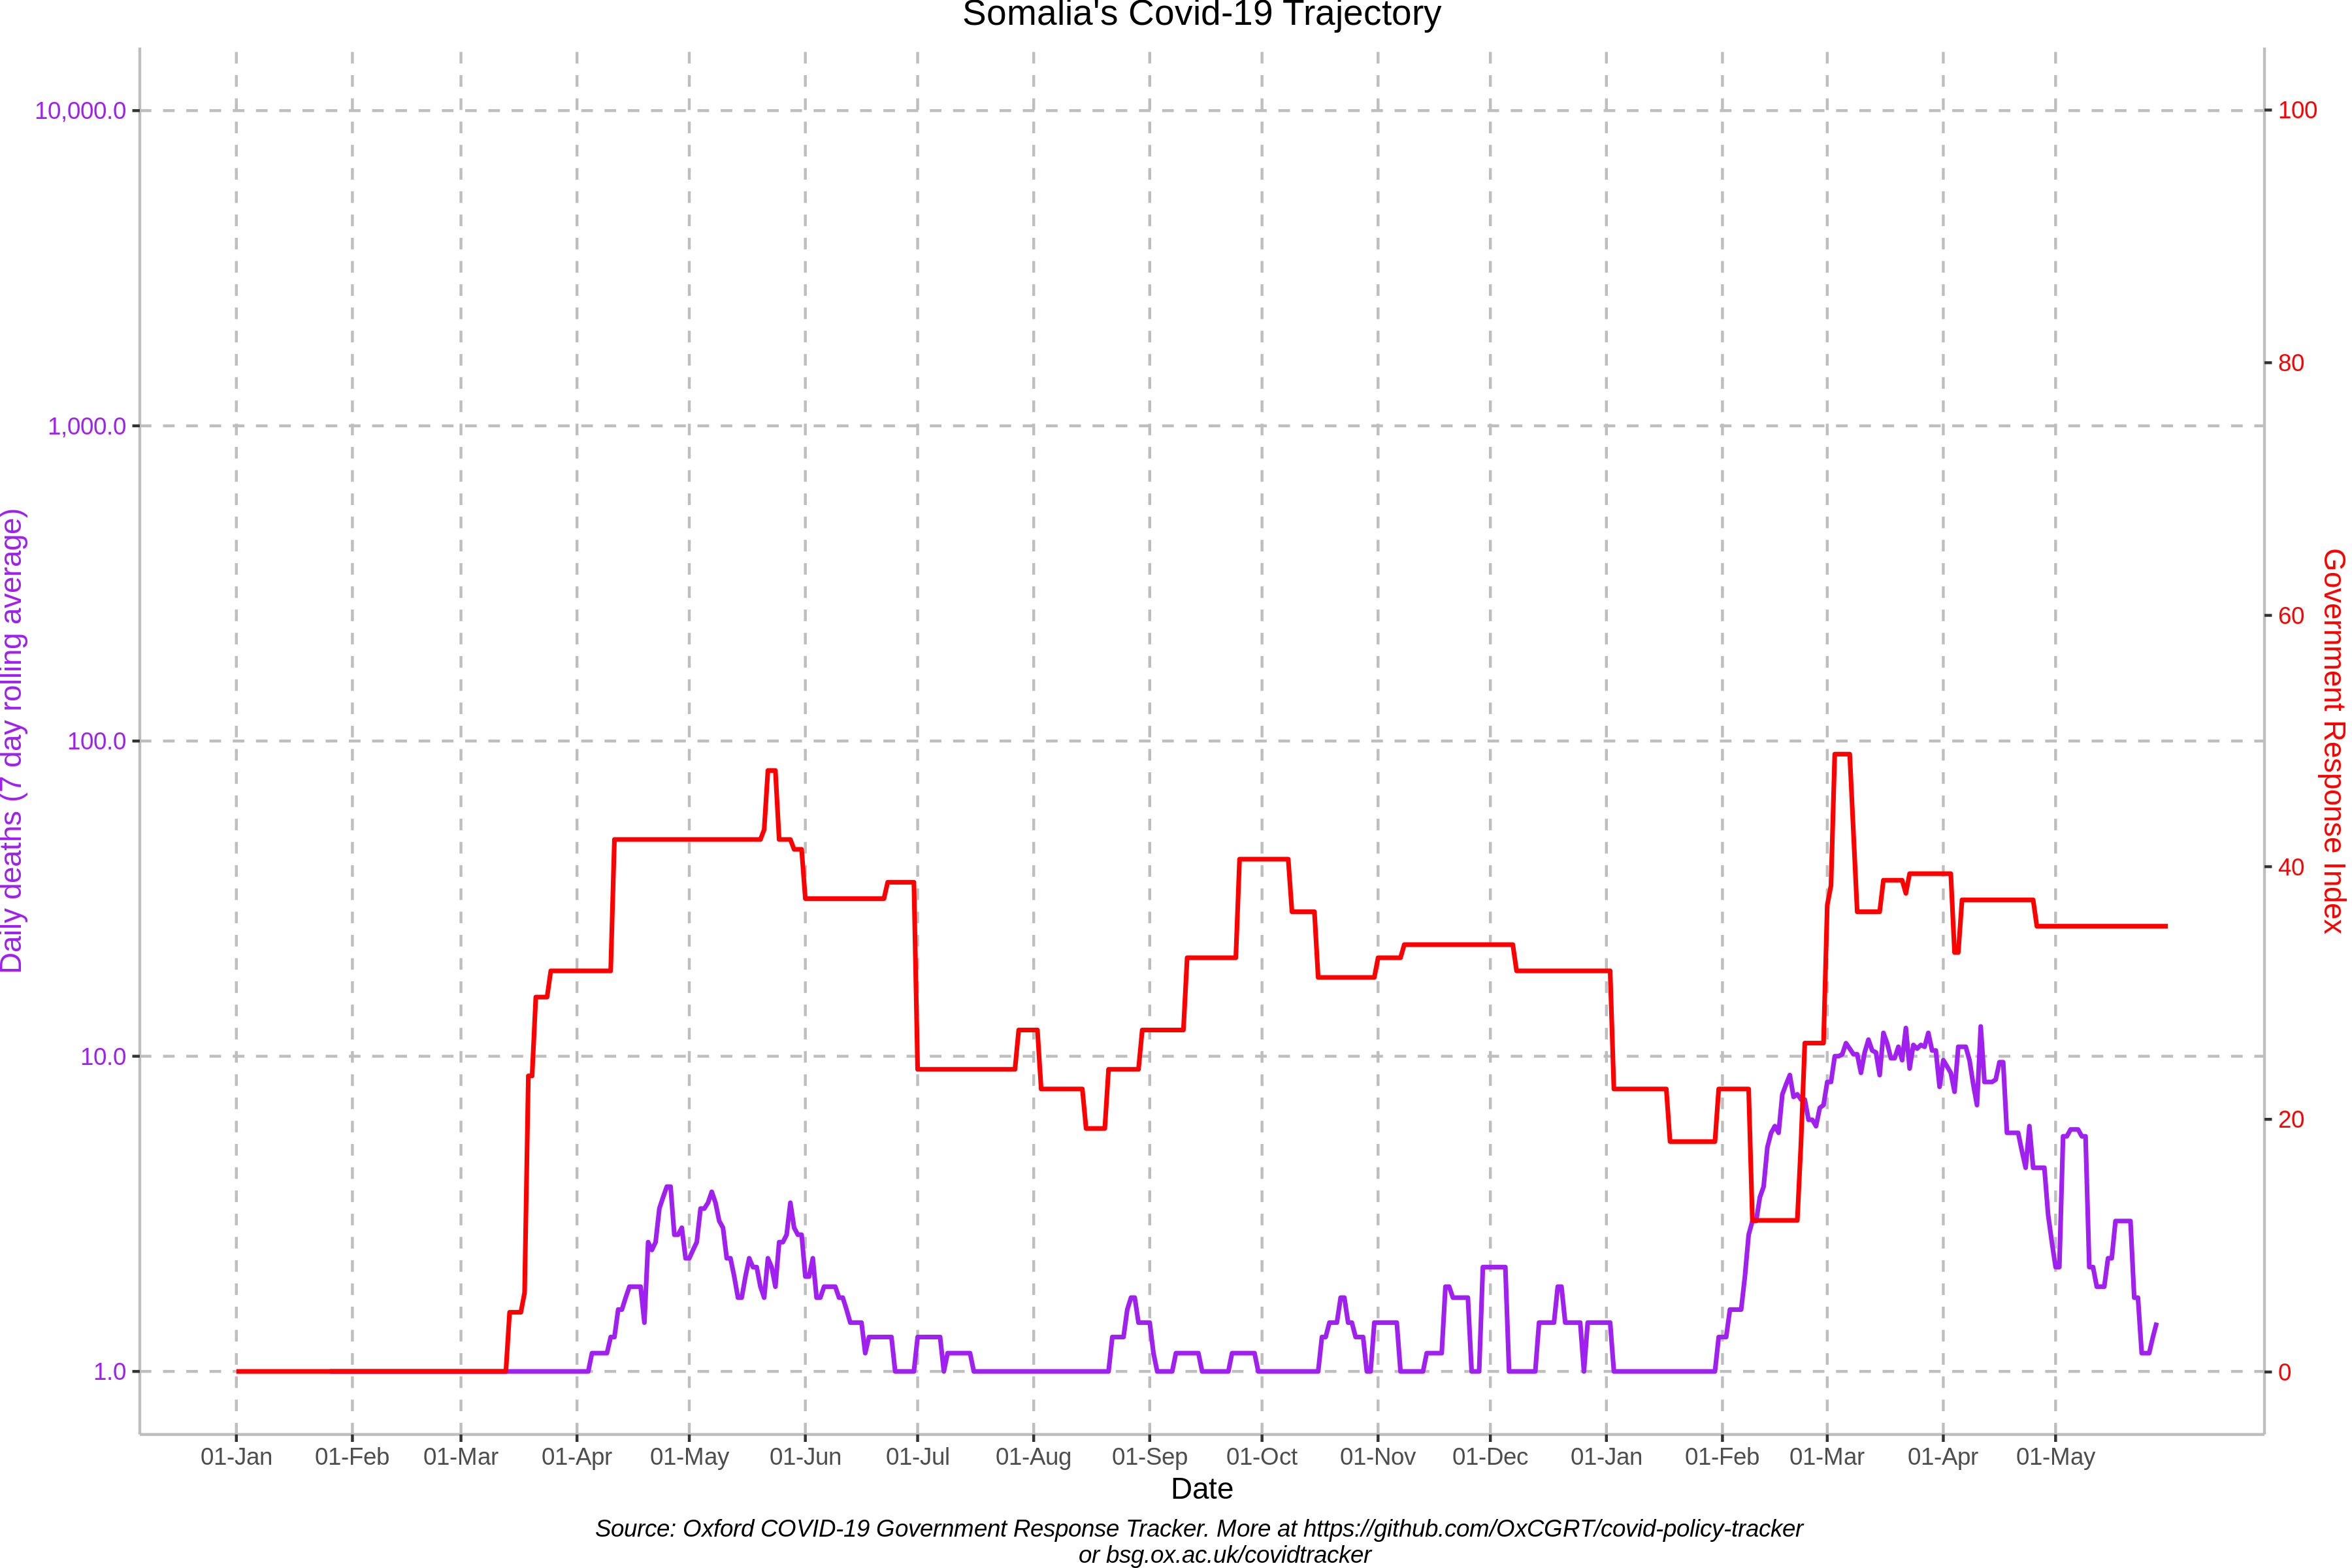 Somalia's Covid-19 Trajectory
10,000.0
1,000.0
100.0
10.0
1.0
Daily deaths (7 day rolling average)
100
80
60
40
20
0
Government Response Index
01-Jan 01-Feb 01-Mar 01-Apr 01-May 01-Jun 01-Jul 01-Aug 01-Sep 01-Oct 01-Nov 01-Dec 01-Jan 01-Feb 01-Mar 01-Apr 01-May
Date
Source: Oxford COVID-19 Government Response Tracker. More at https://github.com/OxCGRT/covid-policy-tracker
or bsg.ox.ac.uk/covidtracker